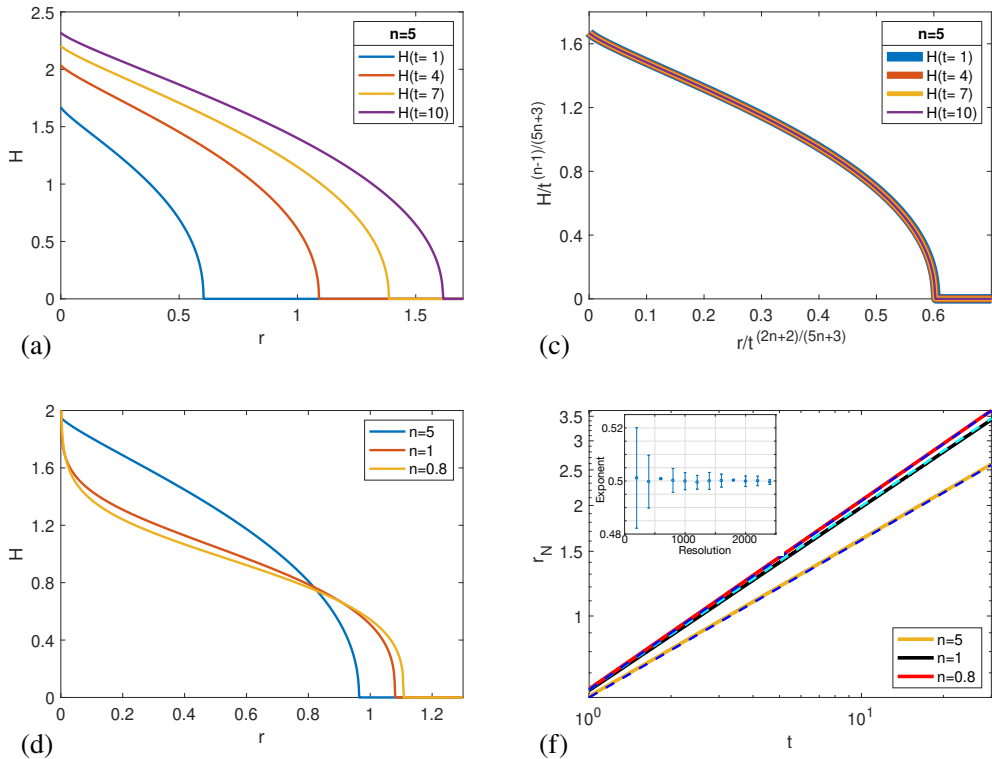 2.5
2
1.5
1
0.5
0
H
0
0.5
1
1.5
r
n=5
H(t= 1)
H(t= 4)
H(t= 7)
H(t=10)
(a)
1.6
1.2
0.8
0.4
0
H/t^(n-1)/(5n+3)
0
0.1
0.2
0.3
0.4
0.5
0.6
r/t^(2n+2)/(5n+3)
n=5
H(t= 1)
H(t= 4)
H(t= 7)
H(t=10)
(c)
2
1.6
1.2
0.8
0.4
0
H
0
0.2
0.4
0.6
0.8
1
1.2
r
n=5
n=1
n=0.8
(d)
3.5
3
2.5
2
1.5
1
r_N
10^0
10^1
t
0.52
0.5
0.48
Exponent
0
1000
2000
Resolution
n=5
n=1
n=0.8
(f)